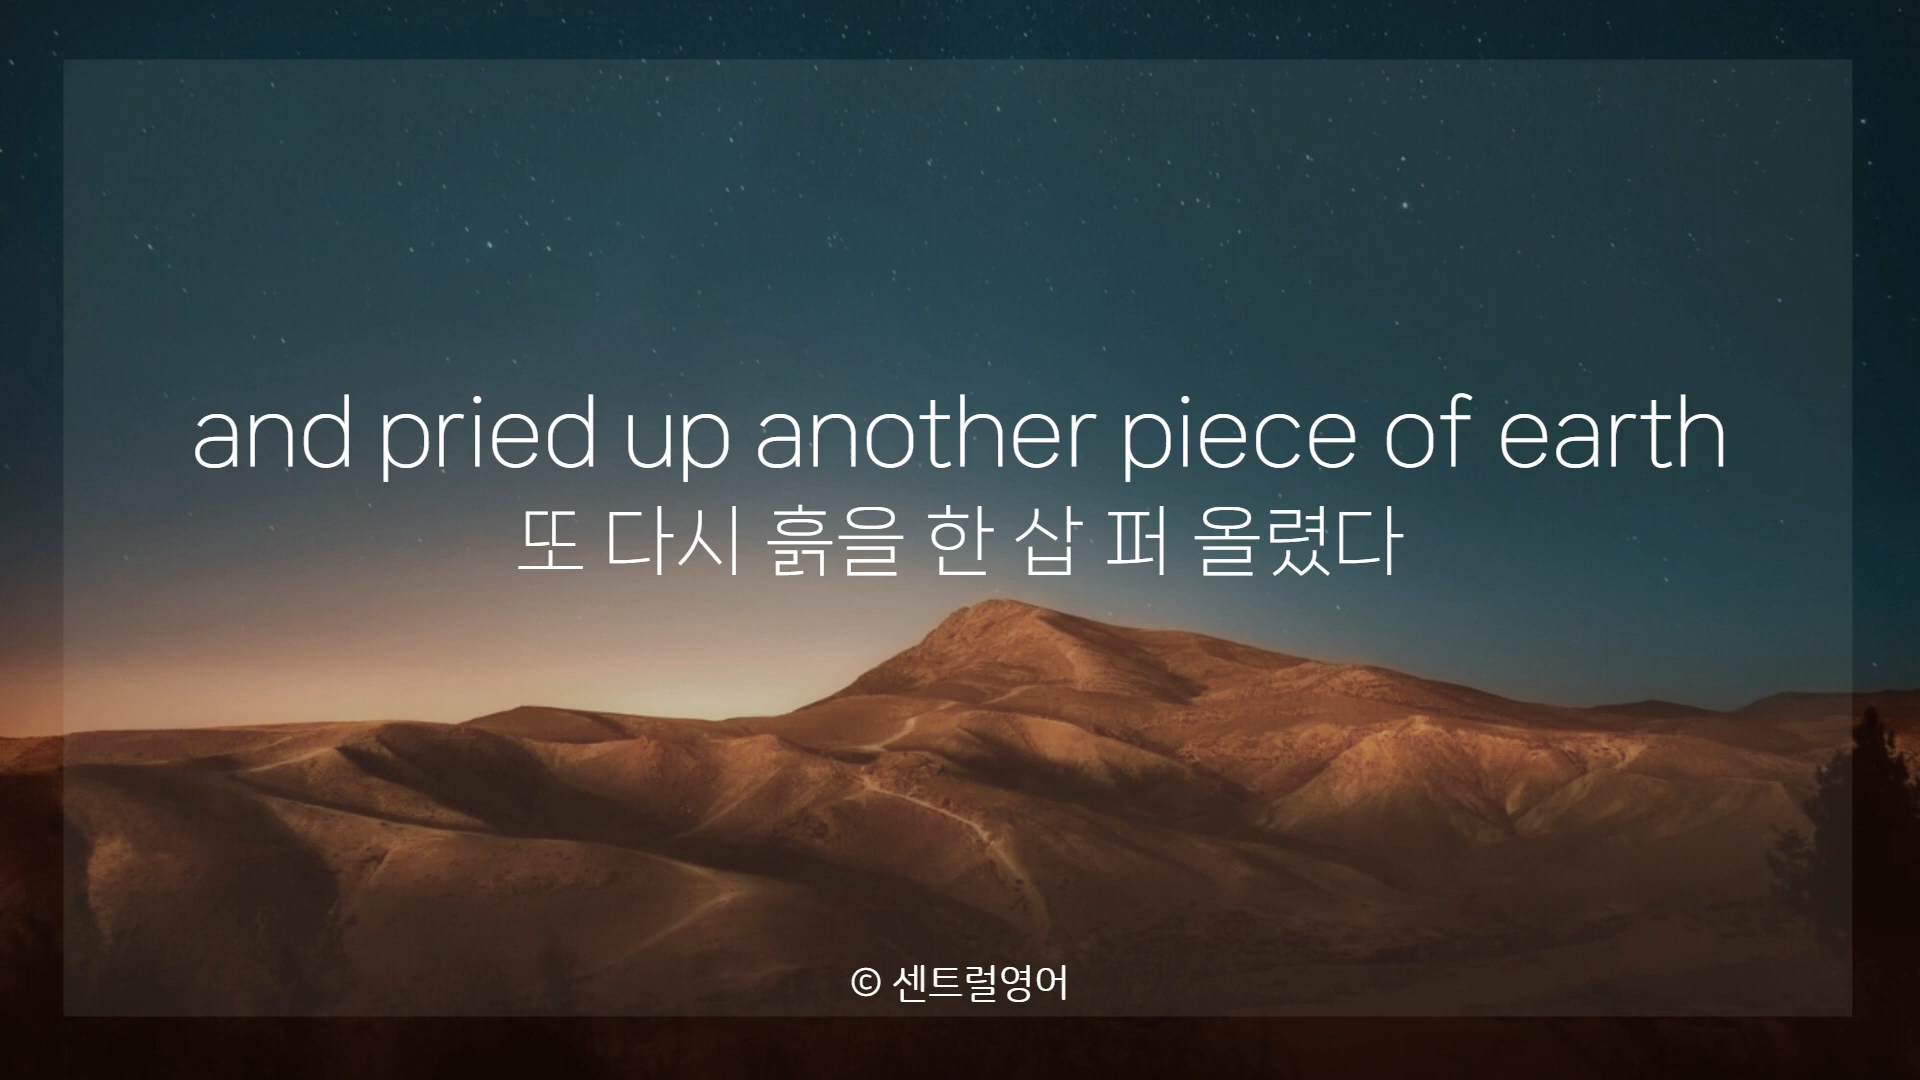 and pried up another piece of earth
또 다시 흙을 한 삽 퍼 올렸다
© 센트럴영어